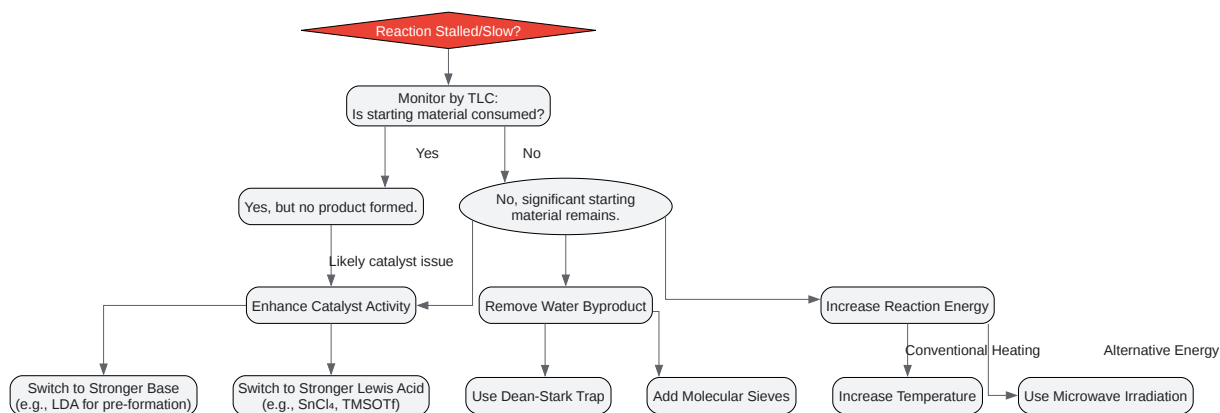 Reaction Stalled/Slow?
Monitor by TLC:
Is starting material consumed?
Yes
No
Yes, but no product formed.
No, significant starting
material remains.
Likely catalyst issue
Enhance Catalyst Activity
Remove Water Byproduct
Increase Reaction Energy
Conventional Heating
Alternative Energy
Switch to Stronger Base
(e.g., LDA for pre-formation)
Switch to Stronger Lewis Acid
(e.g., SnCl₄, TMSOTf)
Use Dean-Stark Trap
Add Molecular Sieves
Increase Temperature
Use Microwave Irradiation